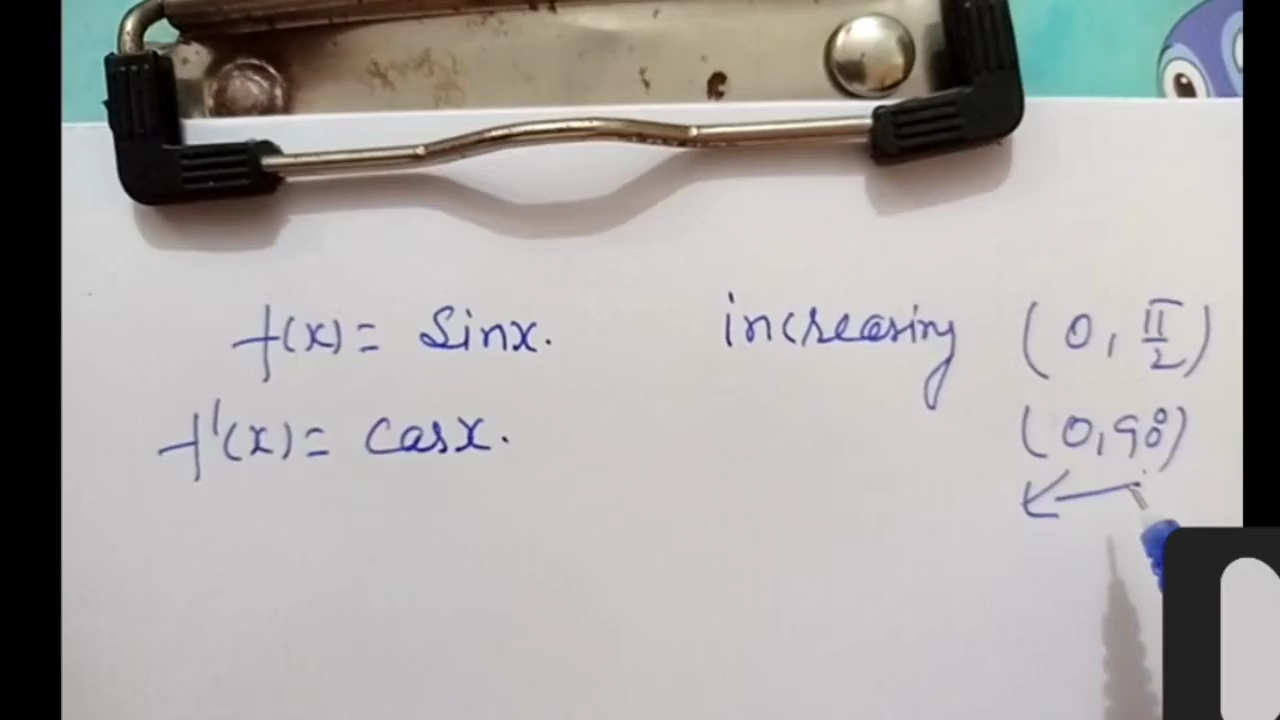 f(x) = Sinx. increasing (0, π/2)
f'(x) = Cosx. (0, 90°)